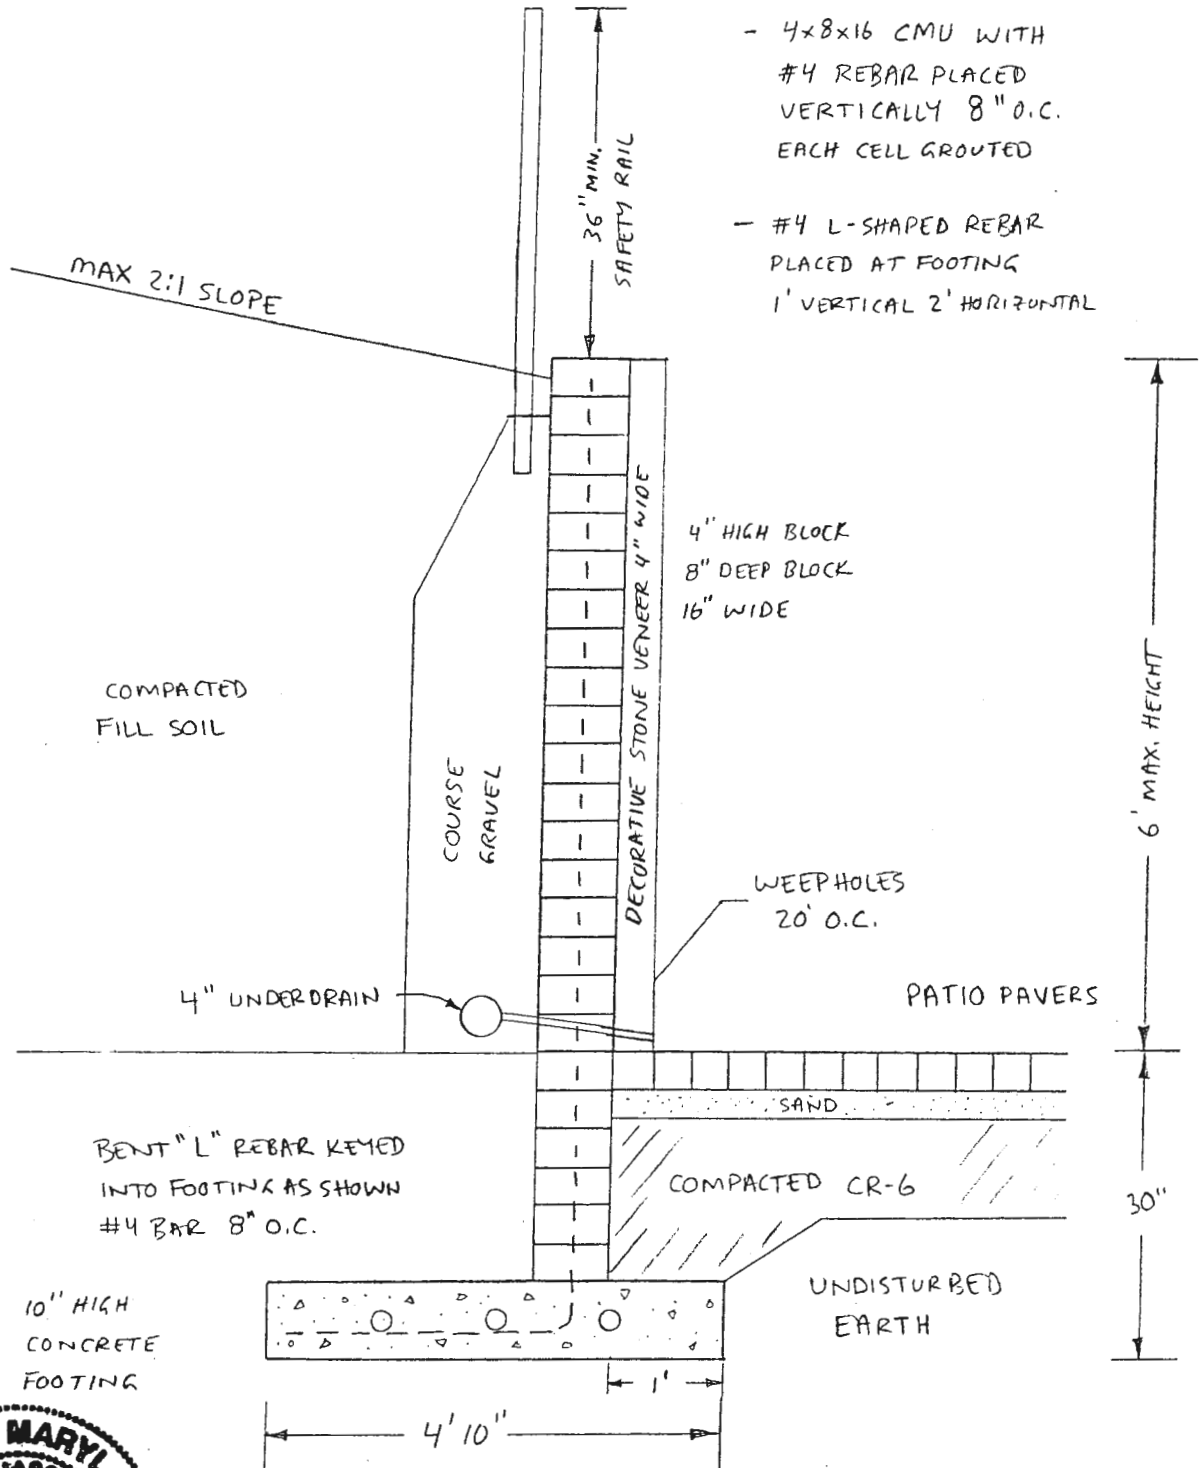 - 4x8x16 CMU WITH
#4 REBAR PLACED
VERTICALLY 8" O.C.
EACH CELL GROUTED
- #4 L-SHAPED REBAR
PLACED AT FOOTING
1' VERTICAL 2' HORIZONTAL
36" MIN.
SAFETY RAIL
MAX 2:1 SLOPE
4" HIGH BLOCK
8" DEEP BLOCK
16" WIDE
DECORATIVE STONE VENEER 4" WIDE
COMPACTED
FILL SOIL
COURSE
GRAVEL
6' MAX. HEIGHT
WEEPHOLES
20' O.C.
4" UNDERDRAIN
PATIO PAVERS
SAND
BENT "L" REBAR KEYED
INTO FOOTING AS SHOWN
#4 BAR 8" O.C.
COMPACTED CR-6
30"
UNDISTURBED
EARTH
10" HIGH
CONCRETE
FOOTING
1'
4' 10"